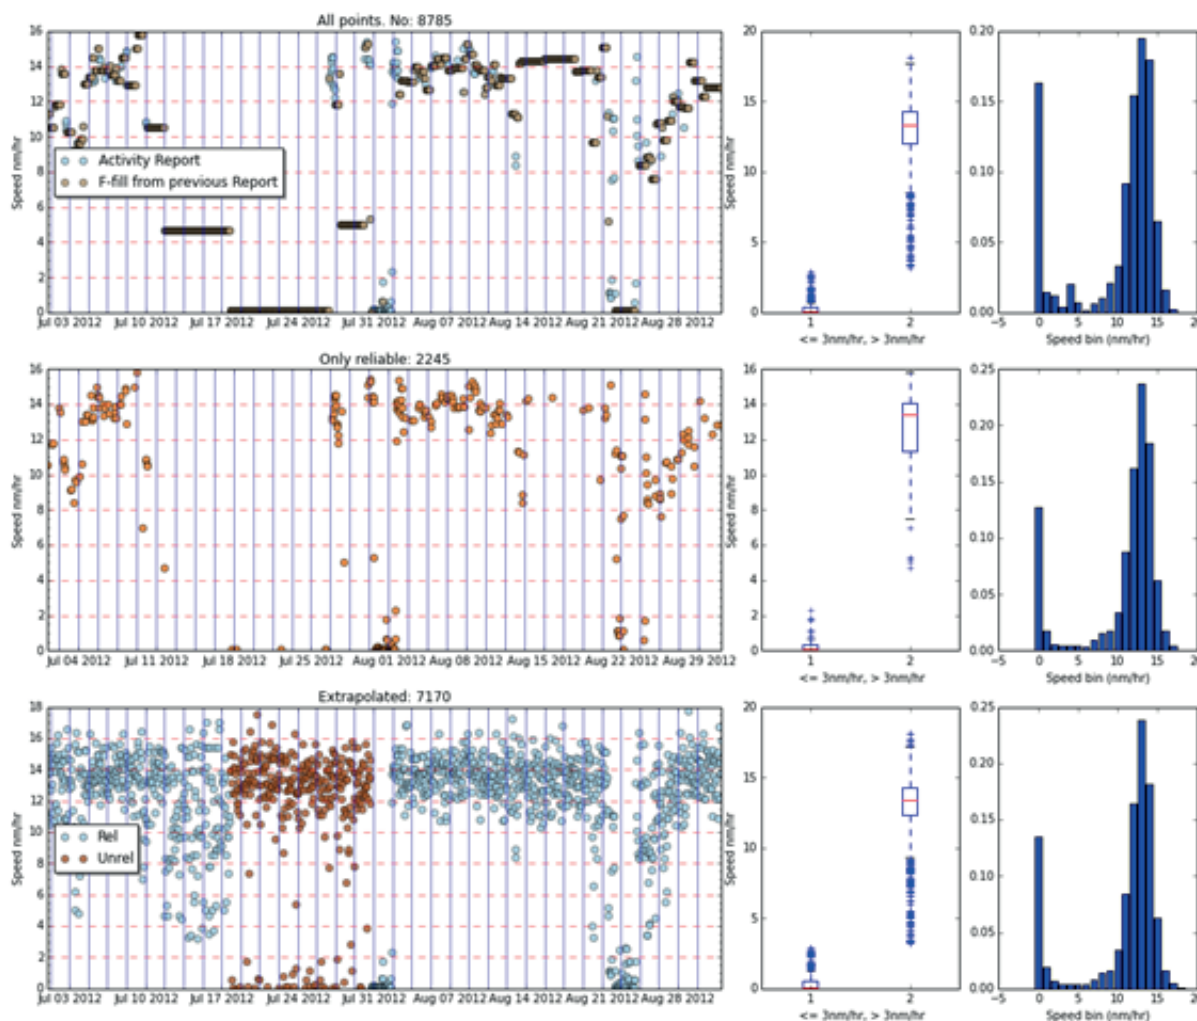 All points. No: 8785
Speed nm/hr
16
14
12
10
8
6
4
2
0
Activity Report
F-fill from previous Report
Jul 03 2012 Jul 10 2012 Jul 17 2012 Jul 24 2012 Jul 31 2012 Aug 07 2012 Aug 14 2012 Aug 21 2012 Aug 28 2012
Speed nm/hr
20
15
10
5
0
1 2
<= 3nm/hr, > 3nm/hr
0.20
0.15
0.10
0.05
0.00
−5 0 5 10 15 20
Speed bin (nm/hr)
Only reliable: 2245
Speed nm/hr
16
14
12
10
8
6
4
2
0
Jul 04 2012 Jul 11 2012 Jul 18 2012 Jul 25 2012 Aug 01 2012 Aug 08 2012 Aug 15 2012 Aug 22 2012 Aug 29 2012
Speed nm/hr
16
14
12
10
8
6
4
2
0
1 2
<= 3nm/hr, > 3nm/hr
0.25
0.20
0.15
0.10
0.05
0.00
−5 0 5 10 15 20
Speed bin (nm/hr)
Extrapolated: 7170
Speed nm/hr
18
16
14
12
10
8
6
4
2
0
Rel
Unrel
Jul 03 2012 Jul 10 2012 Jul 17 2012 Jul 24 2012 Jul 31 2012 Aug 07 2012 Aug 14 2012 Aug 21 2012 Aug 28 2012
Speed nm/hr
20
15
10
5
0
1 2
<= 3nm/hr, > 3nm/hr
0.25
0.20
0.15
0.10
0.05
0.00
−5 0 5 10 15 20
Speed bin (nm/hr)